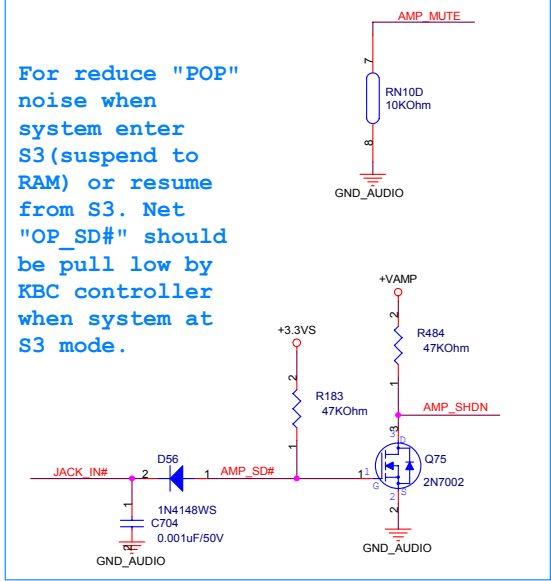 AMP_MUTE
7
RN10D
10KOhm
8
GND_AUDIO
For reduce "POP"
noise when
system enter
S3(suspend to
RAM) or resume
from S3. Net
"OP_SD#" should
be pull low by
KBC controller
when system at
S3 mode.
+VAMP
2
R484
47KOhm
1
+3.3VS
2
R183
47KOhm
1
AMP_SHDN
3
3
D
Q75
2N7002
1
1
G
S
2
2
GND_AUDIO
JACK_IN#
2
D56
1
AMP_SD#
1N4148WS
1
C704
0.001uF/50V
2
GND_AUDIO